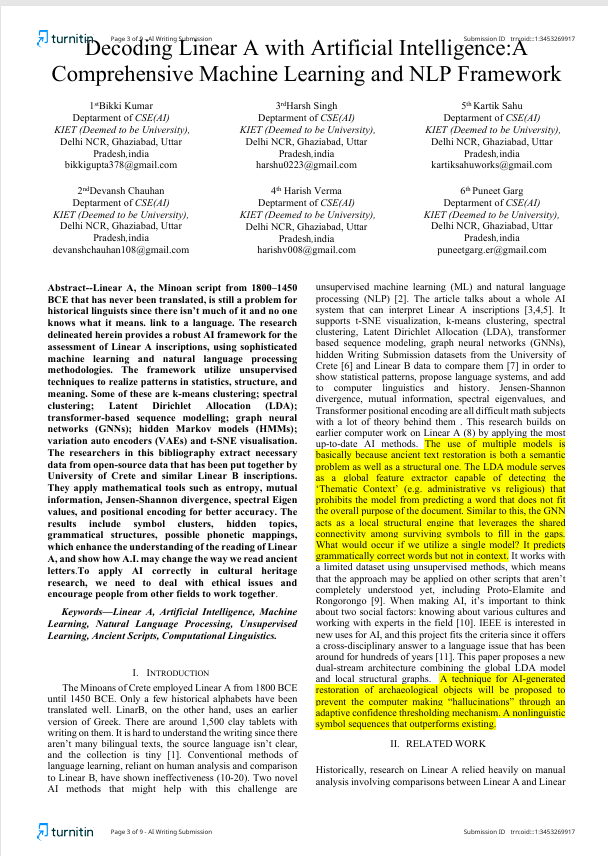 turnitin Page 3 of 9 - AI Writing Submission Submission ID trn:oid:::1:3453269917
Decoding Linear A with Artificial Intelligence:A
Comprehensive Machine Learning and NLP Framework
1stBikki Kumar
Deptarment of CSE(AI)
KIET (Deemed to be University),
Delhi NCR, Ghaziabad, Uttar
Pradesh,india
bikkigupta378@gmail.com
3rdHarsh Singh
Deptarment of CSE(AI)
KIET (Deemed to be University),
Delhi NCR, Ghaziabad, Uttar
Pradesh,india
harshu0223@gmail.com
5th Kartik Sahu
Deptarment of CSE(AI)
KIET (Deemed to be University),
Delhi NCR, Ghaziabad, Uttar
Pradesh,india
kartiksahuworks@gmail.com
2ndDevansh Chauhan
Deptarment of CSE(AI)
KIET (Deemed to be University),
Delhi NCR, Ghaziabad, Uttar
Pradesh,india
devanshchauhan108@gmail.com
4th Harish Verma
Deptarment of CSE(AI)
KIET (Deemed to be University),
Delhi NCR, Ghaziabad, Uttar
Pradesh,india
harishv008@gmail.com
6th Puneet Garg
Deptarment of CSE(AI)
KIET (Deemed to be University),
Delhi NCR, Ghaziabad, Uttar
Pradesh,india
puneetgarg.er@gmail.com
Abstract--Linear A, the Minoan script from 1800–1450
BCE that has never been translated, is still a problem for
historical linguists since there isn't much of it and no one
knows what it means. link to a language. The research
delineated herein provides a robust AI framework for the
assessment of Linear A inscriptions, using sophisticated
machine learning and natural language processing
methodologies. The framework utilize unsupervised
techniques to realize patterns in statistics, structure, and
meaning. Some of these are k-means clustering; spectral
clustering; Latent Dirichlet Allocation (LDA);
transformer-based sequence modelling; graph neural
networks (GNNs); hidden Markov models (HMMs);
variation auto encoders (VAEs) and t-SNE visualisation.
The researchers in this bibliography extract necessary
data from open-source data that has been put together by
University of Crete and similar Linear B inscriptions.
They apply mathematical tools such as entropy, mutual
information, Jensen-Shannon divergence, spectral Eigen
values, and positional encoding for better accuracy. The
results include symbol clusters, hidden topics,
grammatical structures, possible phonetic mappings,
which enhance the understanding of the reading of Linear
A, and show how A.I. may change the way we read ancient
letters.To apply AI correctly in cultural heritage
research, we need to deal with ethical issues and
encourage people from other fields to work together.
Keywords—Linear A, Artificial Intelligence, Machine
Learning, Natural Language Processing, Unsupervised
Learning, Ancient Scripts, Computational Linguistics.
I. INTRODUCTION
The Minoans of Crete employed Linear A from 1800 BCE
until 1450 BCE. Only a few historical alphabets have been
translated well. LinarB, on the other hand, uses an earlier
version of Greek. There are around 1,500 clay tablets with
writing on them. It is hard to understand the writing since there
aren't many bilingual texts, the source language isn't clear,
and the collection is tiny [1]. Conventional methods of
language learning, reliant on human analysis and comparison
to Linear B, have shown ineffectiveness (10-20). Two novel
AI methods that might help with this challenge are
unsupervised machine learning (ML) and natural language
processing (NLP) [2]. The article talks about a whole AI
system that can interpret Linear A inscriptions [3,4,5]. It
supports t-SNE visualization, k-means clustering, spectral
clustering, Latent Dirichlet Allocation (LDA), transformer
based sequence modeling, graph neural networks (GNNs),
hidden Writing Submission datasets from the University of
Crete [6] and Linear B data to compare them [7] in order to
show statistical patterns, propose language systems, and add
to computer linguistics and history. Jensen-Shannon
divergence, mutual information, spectral eigenvalues, and
Transformer positional encoding are all difficult math subjects
with a lot of theory behind them . This research builds on
earlier computer work on Linear A (8) by applying the most
up-to-date AI methods. The use of multiple models is
basically because ancient text restoration is both a semantic
problem as well as a structural one. The LDA module serves
as a global feature extractor capable of detecting the
'Thematic Context' (e.g. administrative vs religious) that
prohibits the model from predicting a word that does not fit
the overall purpose of the document. Similar to this, the GNN
acts as a local structural engine that leverages the shared
connectivity among surviving symbols to fill in the gaps.
What would occur if we utilize a single model? It predicts
grammatically correct words but not in context. It works with
a limited dataset using unsupervised methods, which means
that the approach may be applied on other scripts that aren't
completely understood yet, including Proto-Elamite and
Rongorongo [9]. When making AI, it's important to think
about two social factors: knowing about various cultures and
working with experts in the field [10]. IEEE is interested in
new uses for AI, and this project fits the criteria since it offers
a cross-disciplinary answer to a language issue that has been
around for hundreds of years [11]. This paper proposes a new
dual-stream architecture combining the global LDA model
and local structural graphs. A technique for AI-generated
restoration of archaeological objects will be proposed to
prevent the computer making "hallucinations" through an
adaptive confidence thresholding mechanism. A nonlinguistic
symbol sequences that outperforms existing.
II. RELATED WORK
Historically, research on Linear A relied heavily on manual
analysis involving comparisons between Linear A and Linear
turnitin Page 3 of 9 - AI Writing Submission Submission ID trn:oid:::1:3453269917